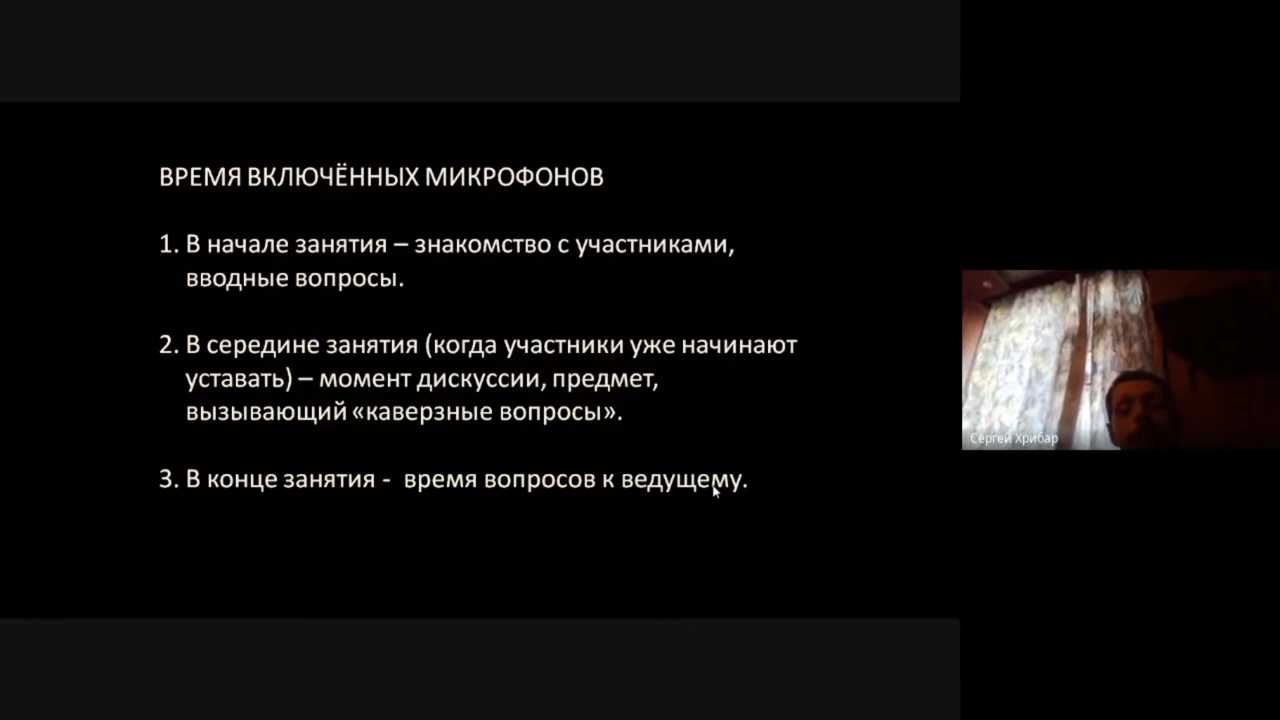 ВРЕМЯ ВКЛЮЧЁННЫХ МИКРОФОНОВ
1. В начале занятия – знакомство с участниками,
вводные вопросы.
2. В середине занятия (когда участники уже начинают
уставать) – момент дискуссии, предмет,
вызывающий «каверзные вопросы».
3. В конце занятия -  время вопросов к ведущему.
Сергей Хрибар